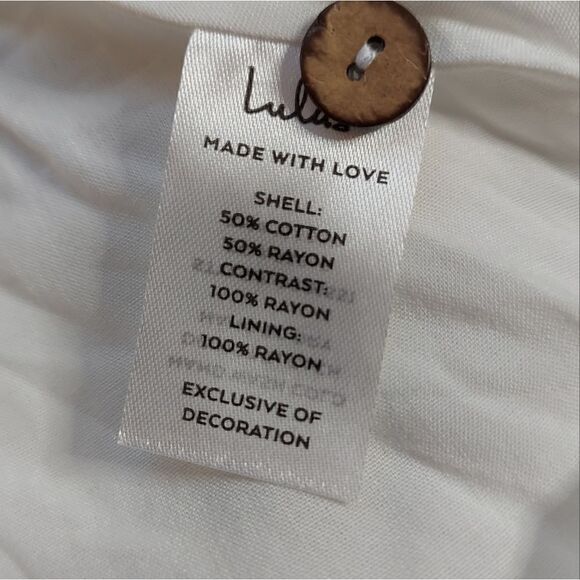 Lulus
MADE WITH LOVE
SHELL:
50% COTTON
50% RAYON
CONTRAST:
100% RAYON
LINING:
100% RAYON
EXCLUSIVE OF
DECORATION